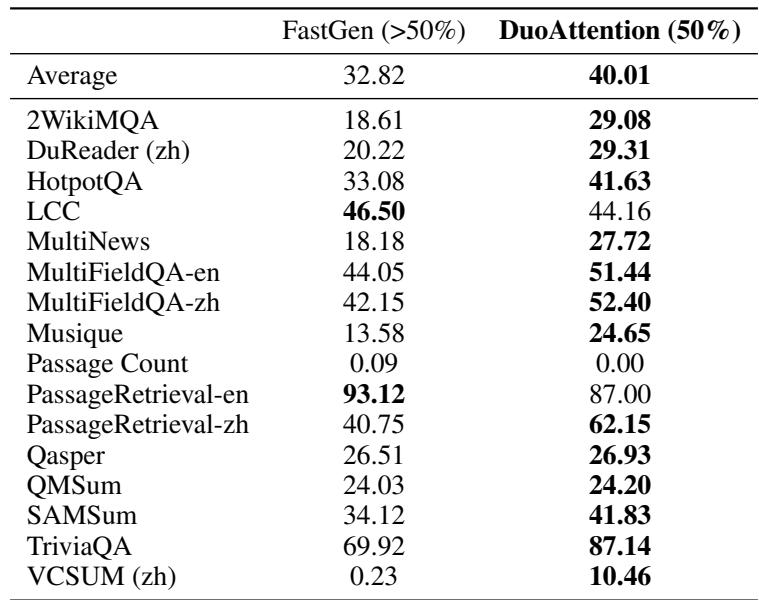 FastGen (>50%) DuoAttention (50%)
Average 32.82 40.01
2WikiMQA 18.61 29.08
DuReader (zh) 20.22 29.31
HotpotQA 33.08 41.63
LCC 46.50 44.16
MultiNews 18.18 27.72
MultiFieldQA-en 44.05 51.44
MultiFieldQA-zh 42.15 52.40
Musique 13.58 24.65
Passage Count 0.09 0.00
PassageRetrieval-en 93.12 87.00
PassageRetrieval-zh 40.75 62.15
Qasper 26.51 26.93
QMSum 24.03 24.20
SAMSum 34.12 41.83
TriviaQA 69.92 87.14
VCSUM (zh) 0.23 10.46